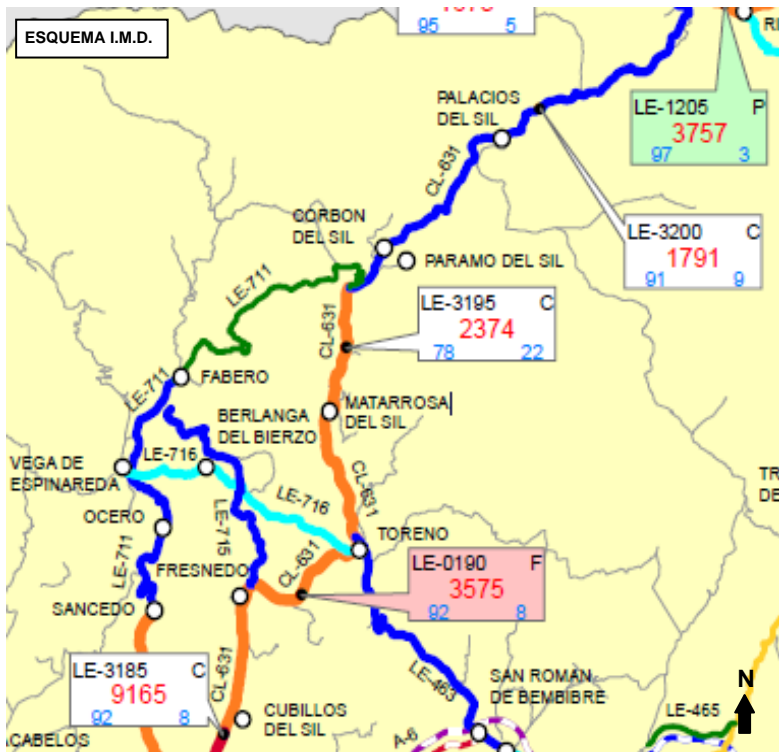 ESQUEMA I.M.D.
95 5
RI
PALACIOS
DEL SIL
LE-1205 P
3757
97 3
CL-631
CORBON
DEL SIL
LE-3200 C
1791
91 9
PARAMO DEL SIL
LE-711
LE-3195 C
2374
78 22
CL-631
LE-711
FABERO
MATARROSA
DEL SIL
BERLANGA
DEL BIERZO
VEGA DE
ESPINAREDA
LE-716
CL-631
TR
DE
LE-716
OCERO
LE-715
TORENO
LE-711
FRESNEDO
CL-631
LE-0190 F
3575
92 8
SANCEDO
LE-3185 C
9165
92 8
CL-631
LE-463
SAN ROMAN
DE BEMBIBRE
N
CUBILLOS
DEL SIL
LE-465
CABELOS
A-6